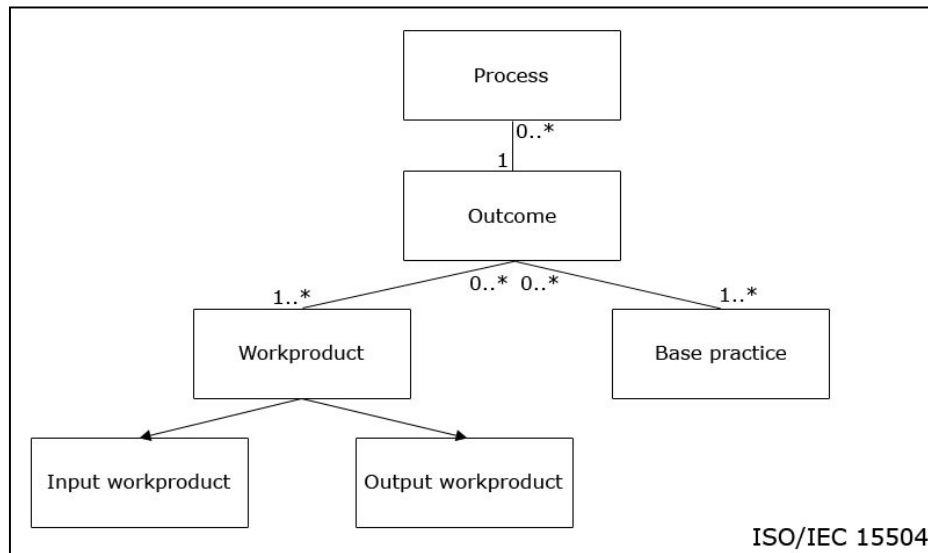 Process
0..*
1
Outcome
0..* 0..*
1..*
1..*
Workproduct
Base practice
Input workproduct
Output workproduct
ISO/IEC 15504